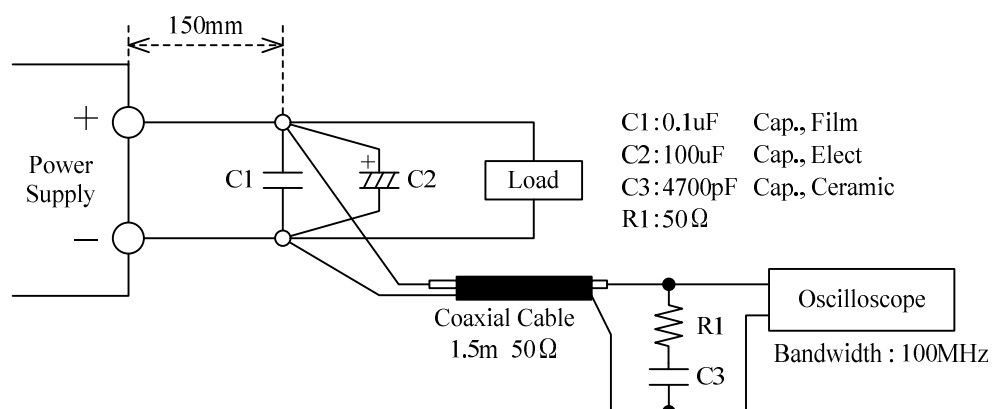 150mm
+
Power
Supply
−
C1
+
C2
Load
C1:0.1uF Cap., Film
C2:100uF Cap., Elect
C3:4700pF Cap., Ceramic
R1:50Ω
Coaxial Cable
1.5m 50Ω
R1
C3
Oscilloscope
Bandwidth : 100MHz